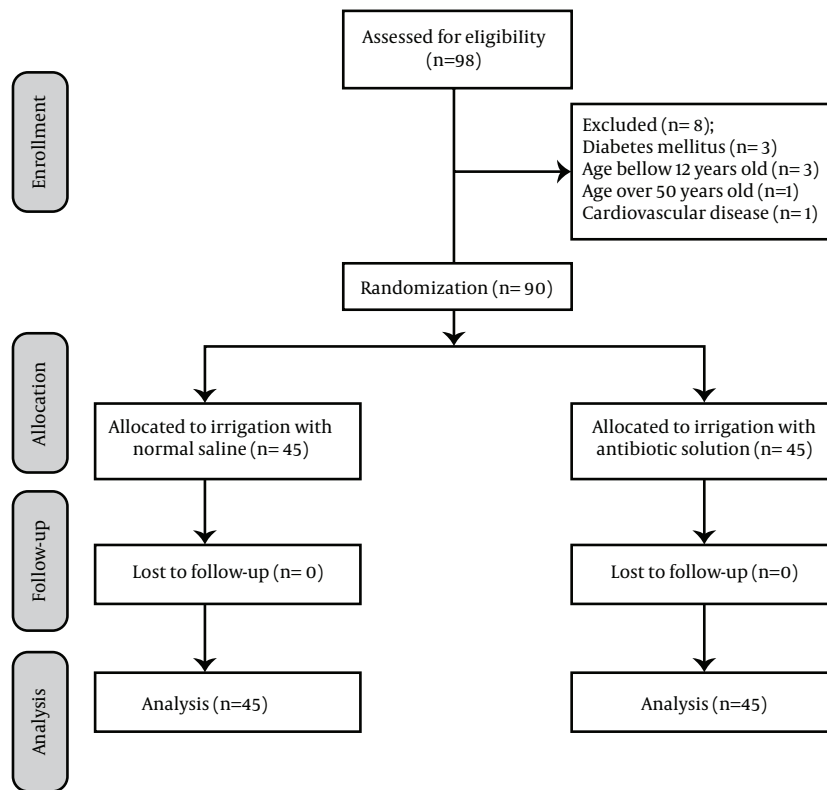 Assessed for eligibility
(n=98)
Enrollment
Excluded (n= 8);
Diabetes mellitus (n= 3)
Age bellow 12 years old (n= 3)
Age over 50 years old (n=1)
Cardiovascular disease (n= 1)
Randomization (n= 90)
Allocation
Allocated to irrigation with
normal saline (n= 45)
Allocated to irrigation with
antibiotic solution (n= 45)
Follow-up
Lost to follow-up (n= 0)
Lost to follow-up (n=0)
Analysis
Analysis (n=45)
Analysis (n=45)